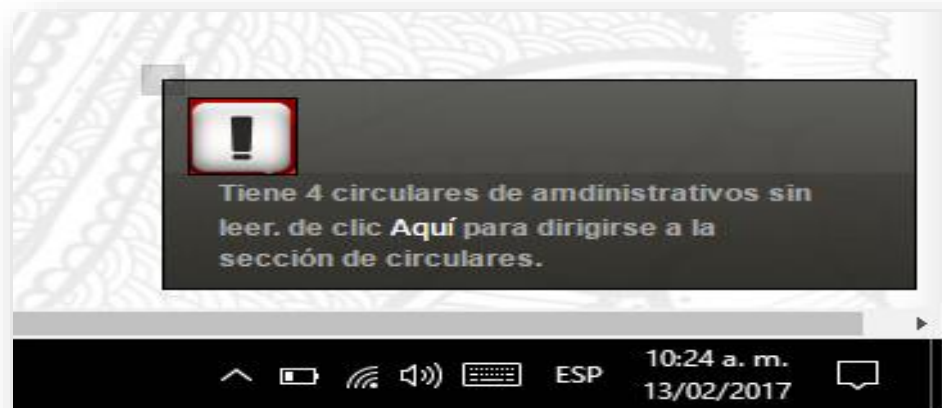 Tiene 4 circulares de amdinistrativos sin
leer. de clic Aquí para dirigirse a la
sección de circulares.
ESP
10:24 a. m.
13/02/2017